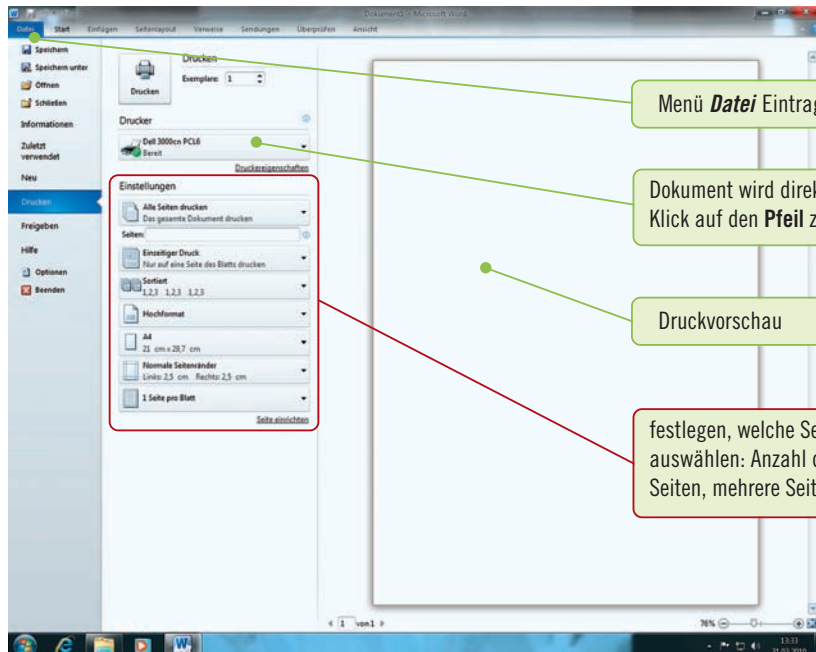 Dokument1 - Microsoft Word
Datei Start Einfügen Seitenlayout Verweise Sendungen Überprüfen Ansicht
Speichern
Speichern unter
Öffnen
Schließen
Informationen
Zuletzt
verwendet
Neu
Drucken
Freigeben
Hilfe
Optionen
Beenden
Drucken
Drucken
Exemplare: 1
Drucker
Dell 3000cn PCL6
Bereit
Druckereigenschaften
Einstellungen
Alle Seiten drucken
Das gesamte Dokument drucken
Seiten:
Einseitiger Druck
Nur auf eine Seite des Blatts drucken
Sortiert
1,2,3 1,2,3 1,2,3
Hochformat
A4
21 cm x 29,7 cm
Normale Seitenränder
Links: 2,5 cm Rechts: 2,5 cm
1 Seite pro Blatt
Seite einrichten
Menü Datei Eintrag
Dokument wird direk
Klick auf den Pfeil z
Druckvorschau
festlegen, welche Se
auswählen: Anzahl d
Seiten, mehrere Seit
1 von 1
76%
13:33
21.03.2010